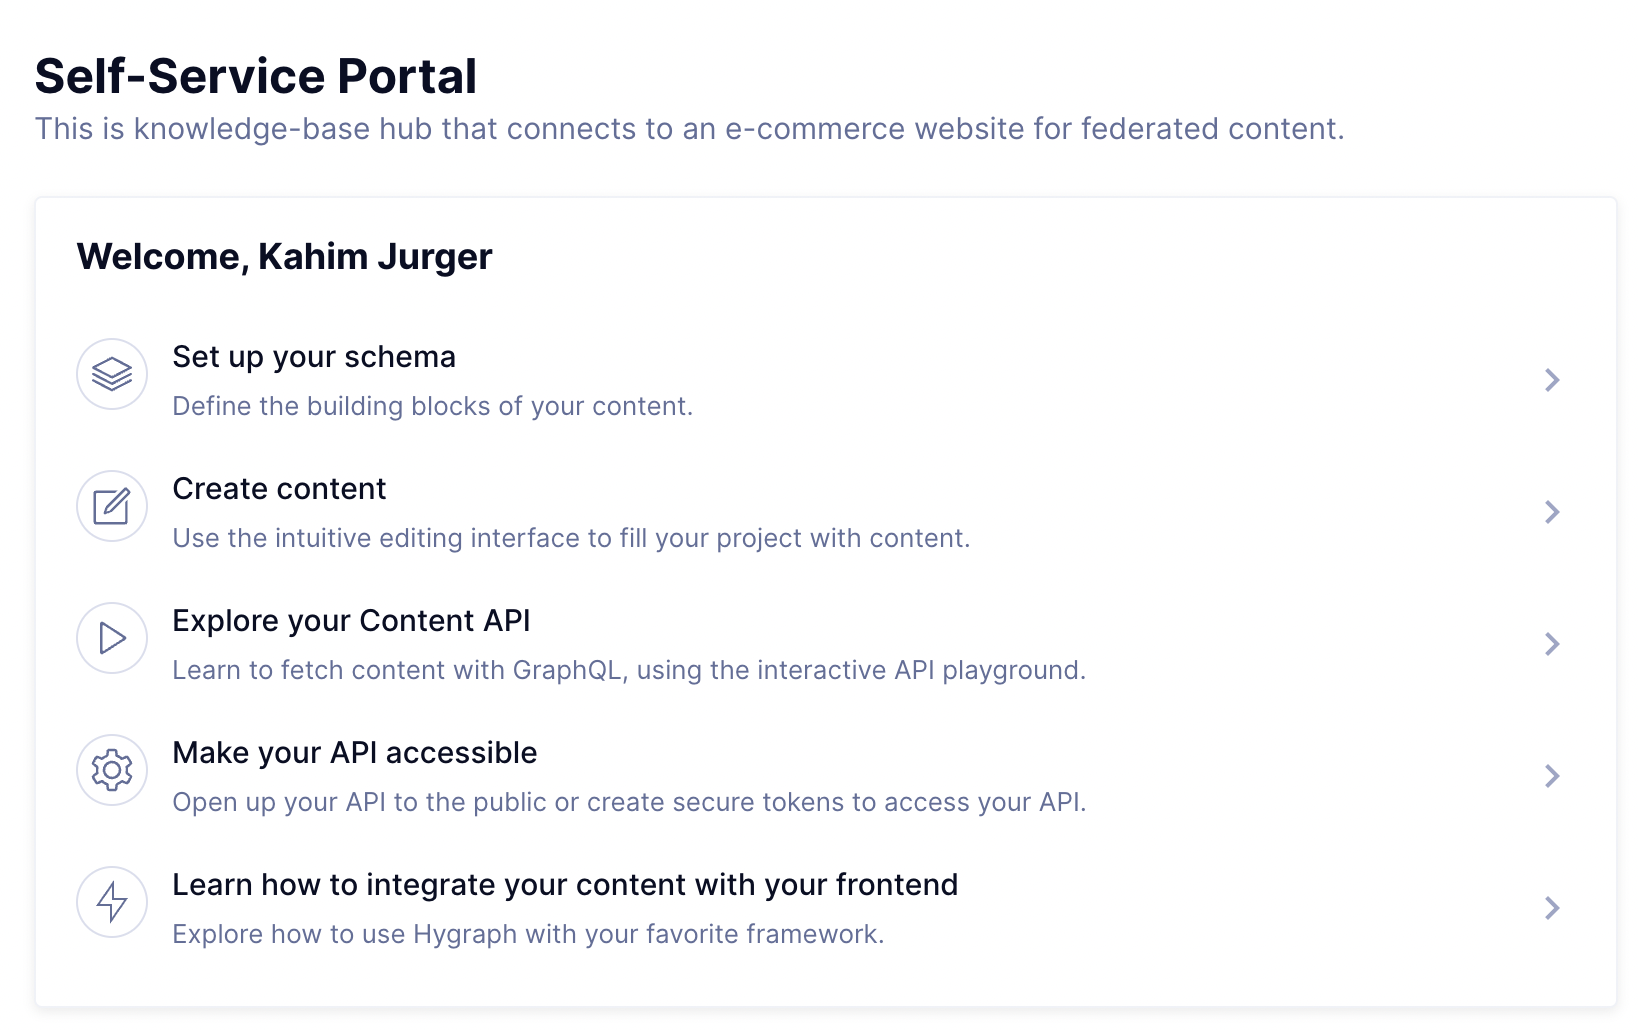 Self-Service Portal
This is knowledge-base hub that connects to an e-commerce website for federated content.
Welcome, Kahim Jurger
Set up your schema
Define the building blocks of your content.
Create content
Use the intuitive editing interface to fill your project with content.
Explore your Content API
Learn to fetch content with GraphQL, using the interactive API playground.
Make your API accessible
Open up your API to the public or create secure tokens to access your API.
Learn how to integrate your content with your frontend
Explore how to use Hygraph with your favorite framework.